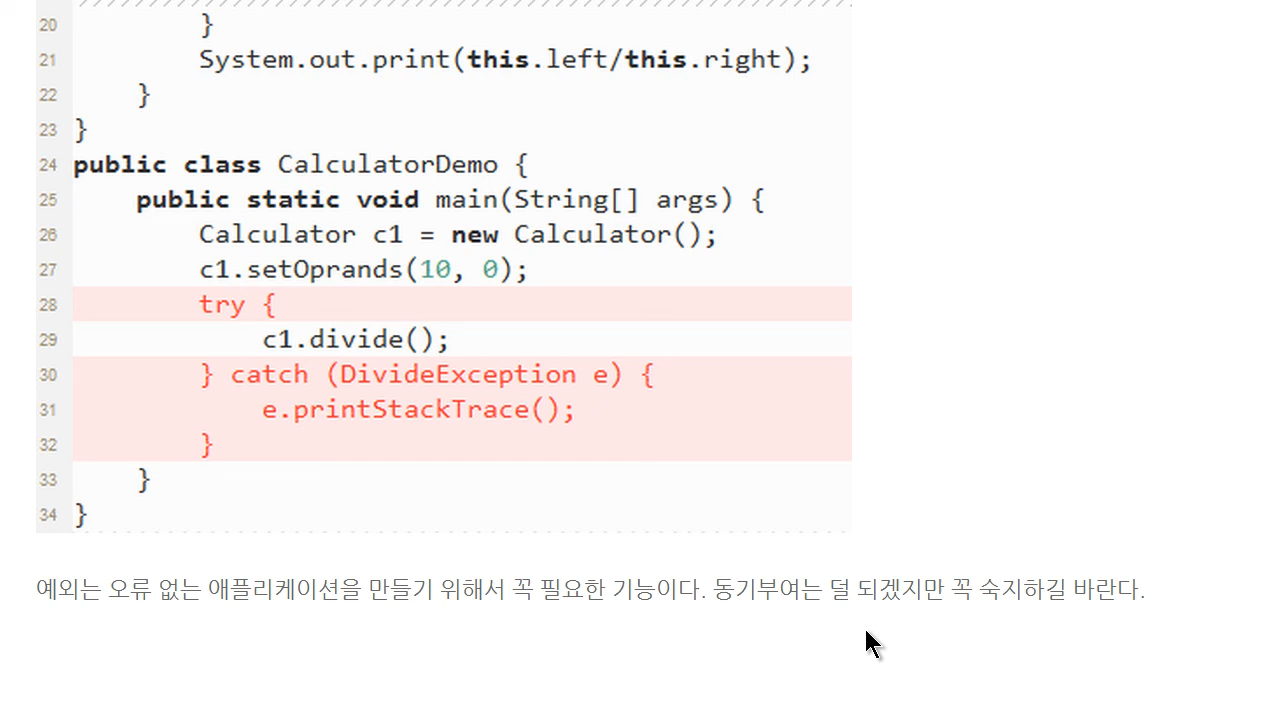 20 }
21 System.out.print(this.left/this.right);
22 }
23 }
24 public class CalculatorDemo {
25 public static void main(String[] args) {
26 Calculator c1 = new Calculator();
27 c1.setOprands(10, 0);
28 try {
29 c1.divide();
30 } catch (DivideException e) {
31 e.printStackTrace();
32 }
33 }
34 }
예외는 오류 없는 애플리케이션을 만들기 위해서 꼭 필요한 기능이다. 동기부여는 덜 되겠지만 꼭 숙지하길 바란다.